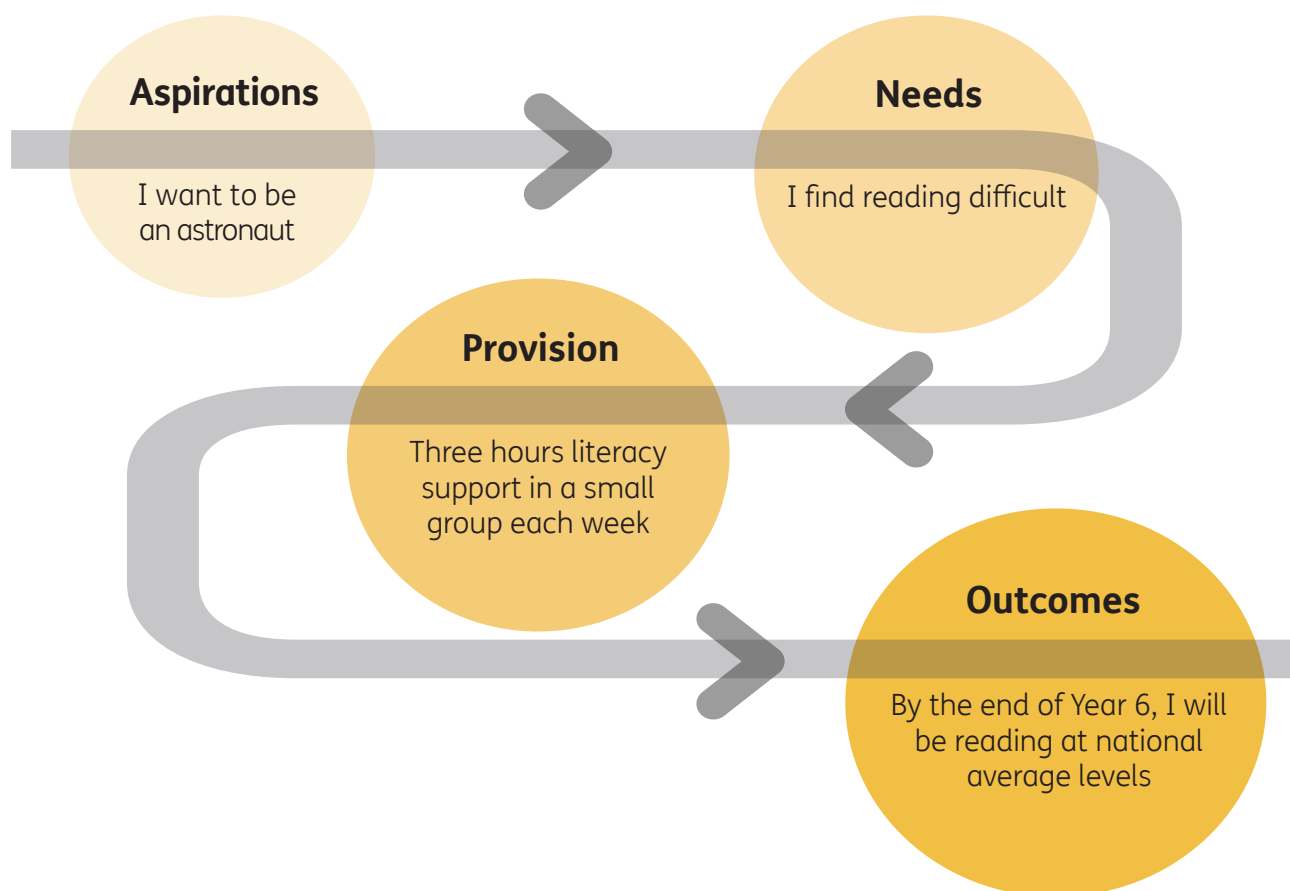 Aspirations
I want to be
an astronaut
Needs
I find reading difficult
Provision
Three hours literacy
support in a small
group each week
Outcomes
By the end of Year 6, I will
be reading at national
average levels